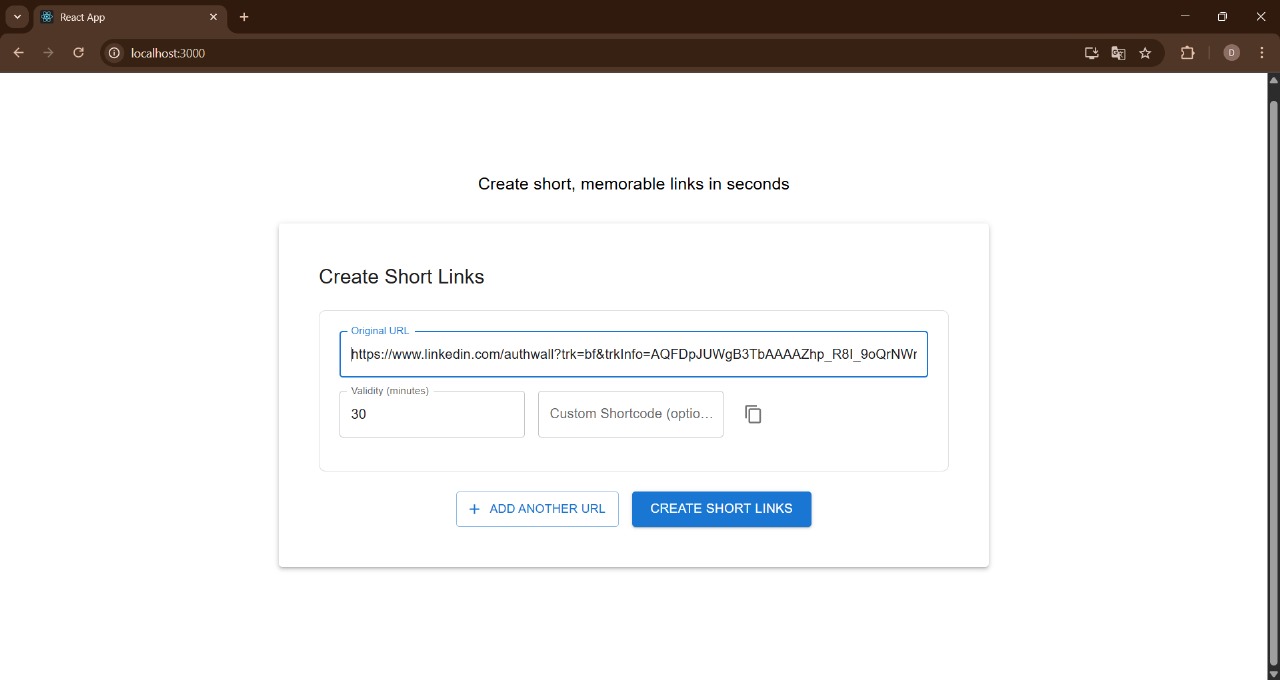 React App
localhost:3000
D
Create short, memorable links in seconds
Create Short Links
Original URL
https://www.linkedin.com/authwall?trk=bf&trkInfo=AQFDpJUWgB3TbAAAAZhp_R8I_9oQrNWr
Validity (minutes)
30 Custom Shortcode (optio...
+ ADD ANOTHER URL CREATE SHORT LINKS